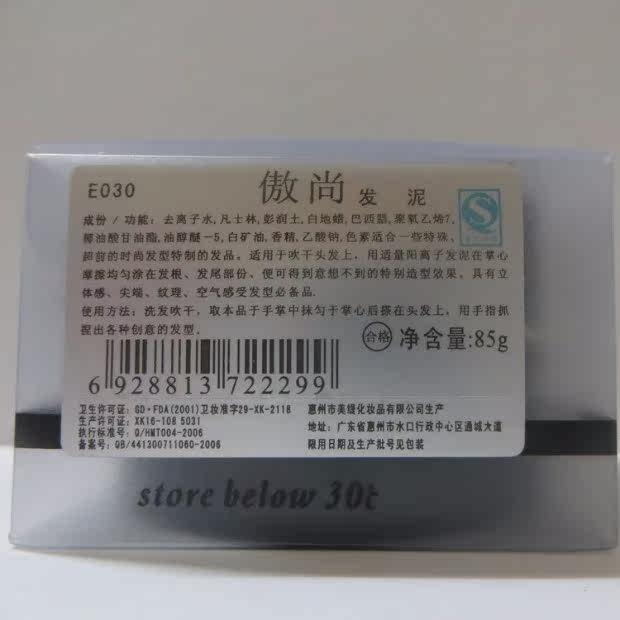 E030
傲尚 发 泥
成份 / 功能: 去离子水,凡士林,彭润土,白地蜡,巴西腊,聚氧乙烯7,
椰油酸甘油酯,油醇醚-5,白矿油,香精,乙酸钠,色素适合一些特殊、
超前的时尚发型特制的发品。适用于吹干头发上,用适量阳离子发泥在掌心
摩擦均匀涂在发根、发尾部份、便可得到意想不到的特别造型效果。具有立
体感、尖端、纹理、空气感受发型必备品.
使用方法:洗发吹干,取本品于手掌中抹匀于掌心后搽在头发上,用手指抓
捏出各种创意的发型.
合格 净含量:85g
6 928813 722299
卫生许可证: GD·FDA(2001)卫妆准字29-XK-2118
生产许可证: XK16-108 5031
执行标准号: Q/HMT004-2006
备案号: QB/441300711060-2006
惠州市美缇化妆品有限公司生产
地址: 广东省惠州市水口行政中心区通城大道
限用日期及生产批号见包装
store below 30t